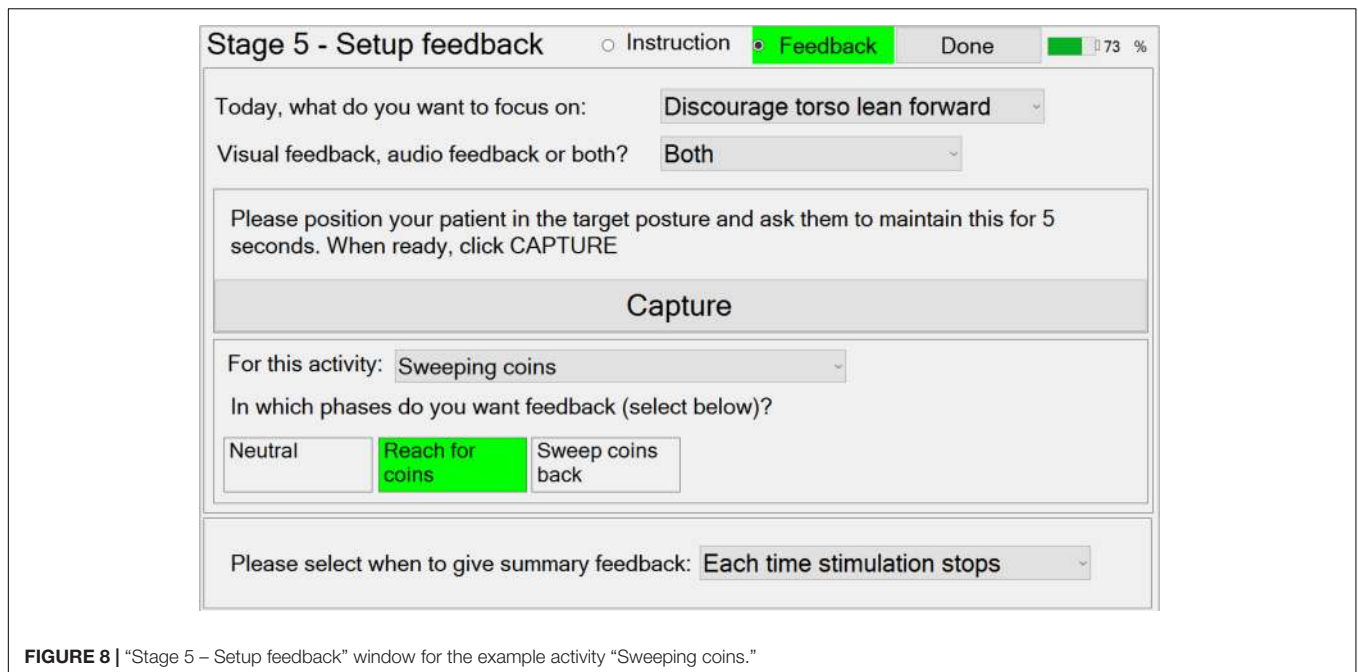 Stage 5 - Setup feedback Instruction Feedback Done 73 %
Today, what do you want to focus on: Discourage torso lean forward
Visual feedback, audio feedback or both? Both
Please position your patient in the target posture and ask them to maintain this for 5
seconds. When ready, click CAPTURE
Capture
For this activity: Sweeping coins
In which phases do you want feedback (select below)?
Neutral
Reach for
coins
Sweep coins
back
Please select when to give summary feedback: Each time stimulation stops
FIGURE 8 | “Stage 5 – Setup feedback” window for the example activity “Sweeping coins.”